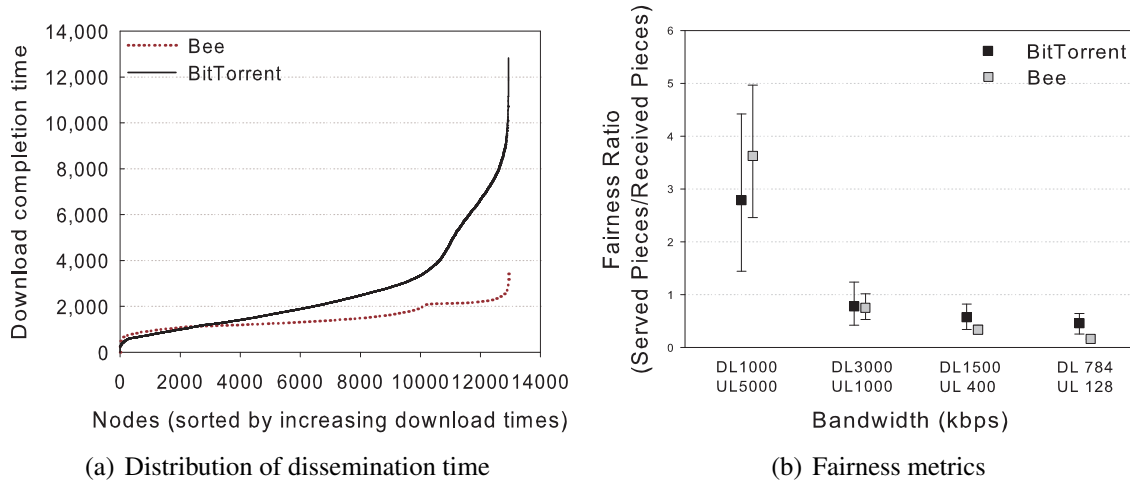 14,000
12,000
10,000
8,000
6,000
4,000
2,000
0
Download completion time
Bee
BitTorrent
0 2000 4000 6000 8000 10000 12000 14000
Nodes (sorted by increasing download times)
(a) Distribution of dissemination time
6
5
4
3
2
1
0
Fairness Ratio
(Served Pieces/Received Pieces)
BitTorrent
Bee
DL1000 DL3000 DL1500 DL 784
UL5000 UL1000 UL 400 UL 128
Bandwidth (kbps)
(b) Fairness metrics